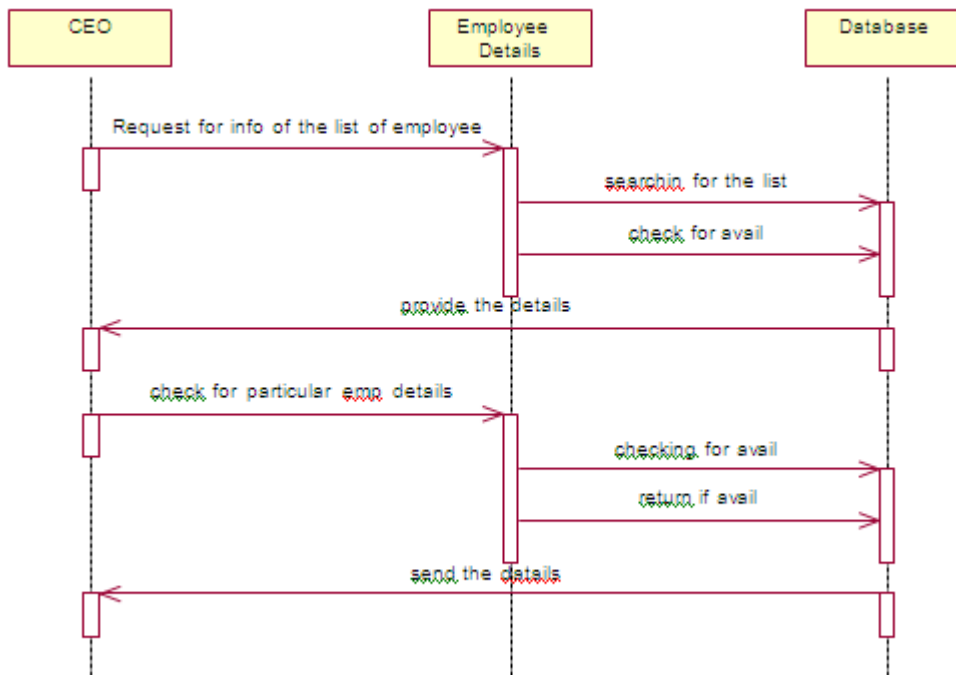 CEO
Employee
Details
Database
Request for info of the list of employee
searchin for the list
check for avail
provide the details
check for particular emp details
checking for avail
return if avail
send the datails